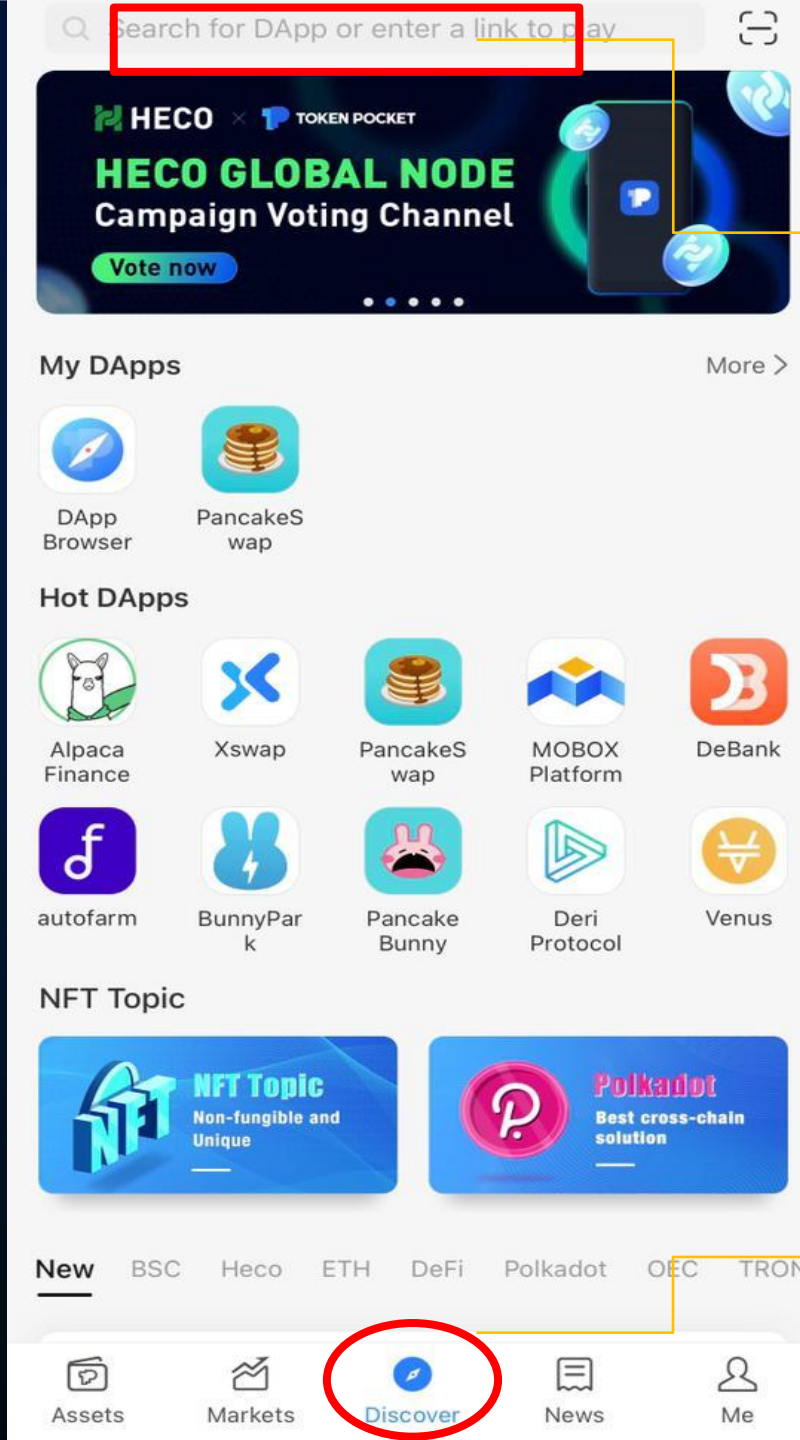 Search for DApp or enter a link to play
HECO × TOKEN POCKET
HECO GLOBAL NODE
Campaign Voting Channel
Vote now
My DApps
More >
DApp
Browser
PancakeS
wap
Hot DApps
Alpaca
Finance
Xswap
PancakeS
wap
MOBOX
Platform
DeBank
autofarm
BunnyPar
k
Pancake
Bunny
Deri
Protocol
Venus
NFT Topic
NFT
NFT Topic
Non-fungible and
Unique
Polkadot
Best cross-chain
solution
New BSC Heco ETH DeFi Polkadot OEC TRON
Assets Markets Discover News Me